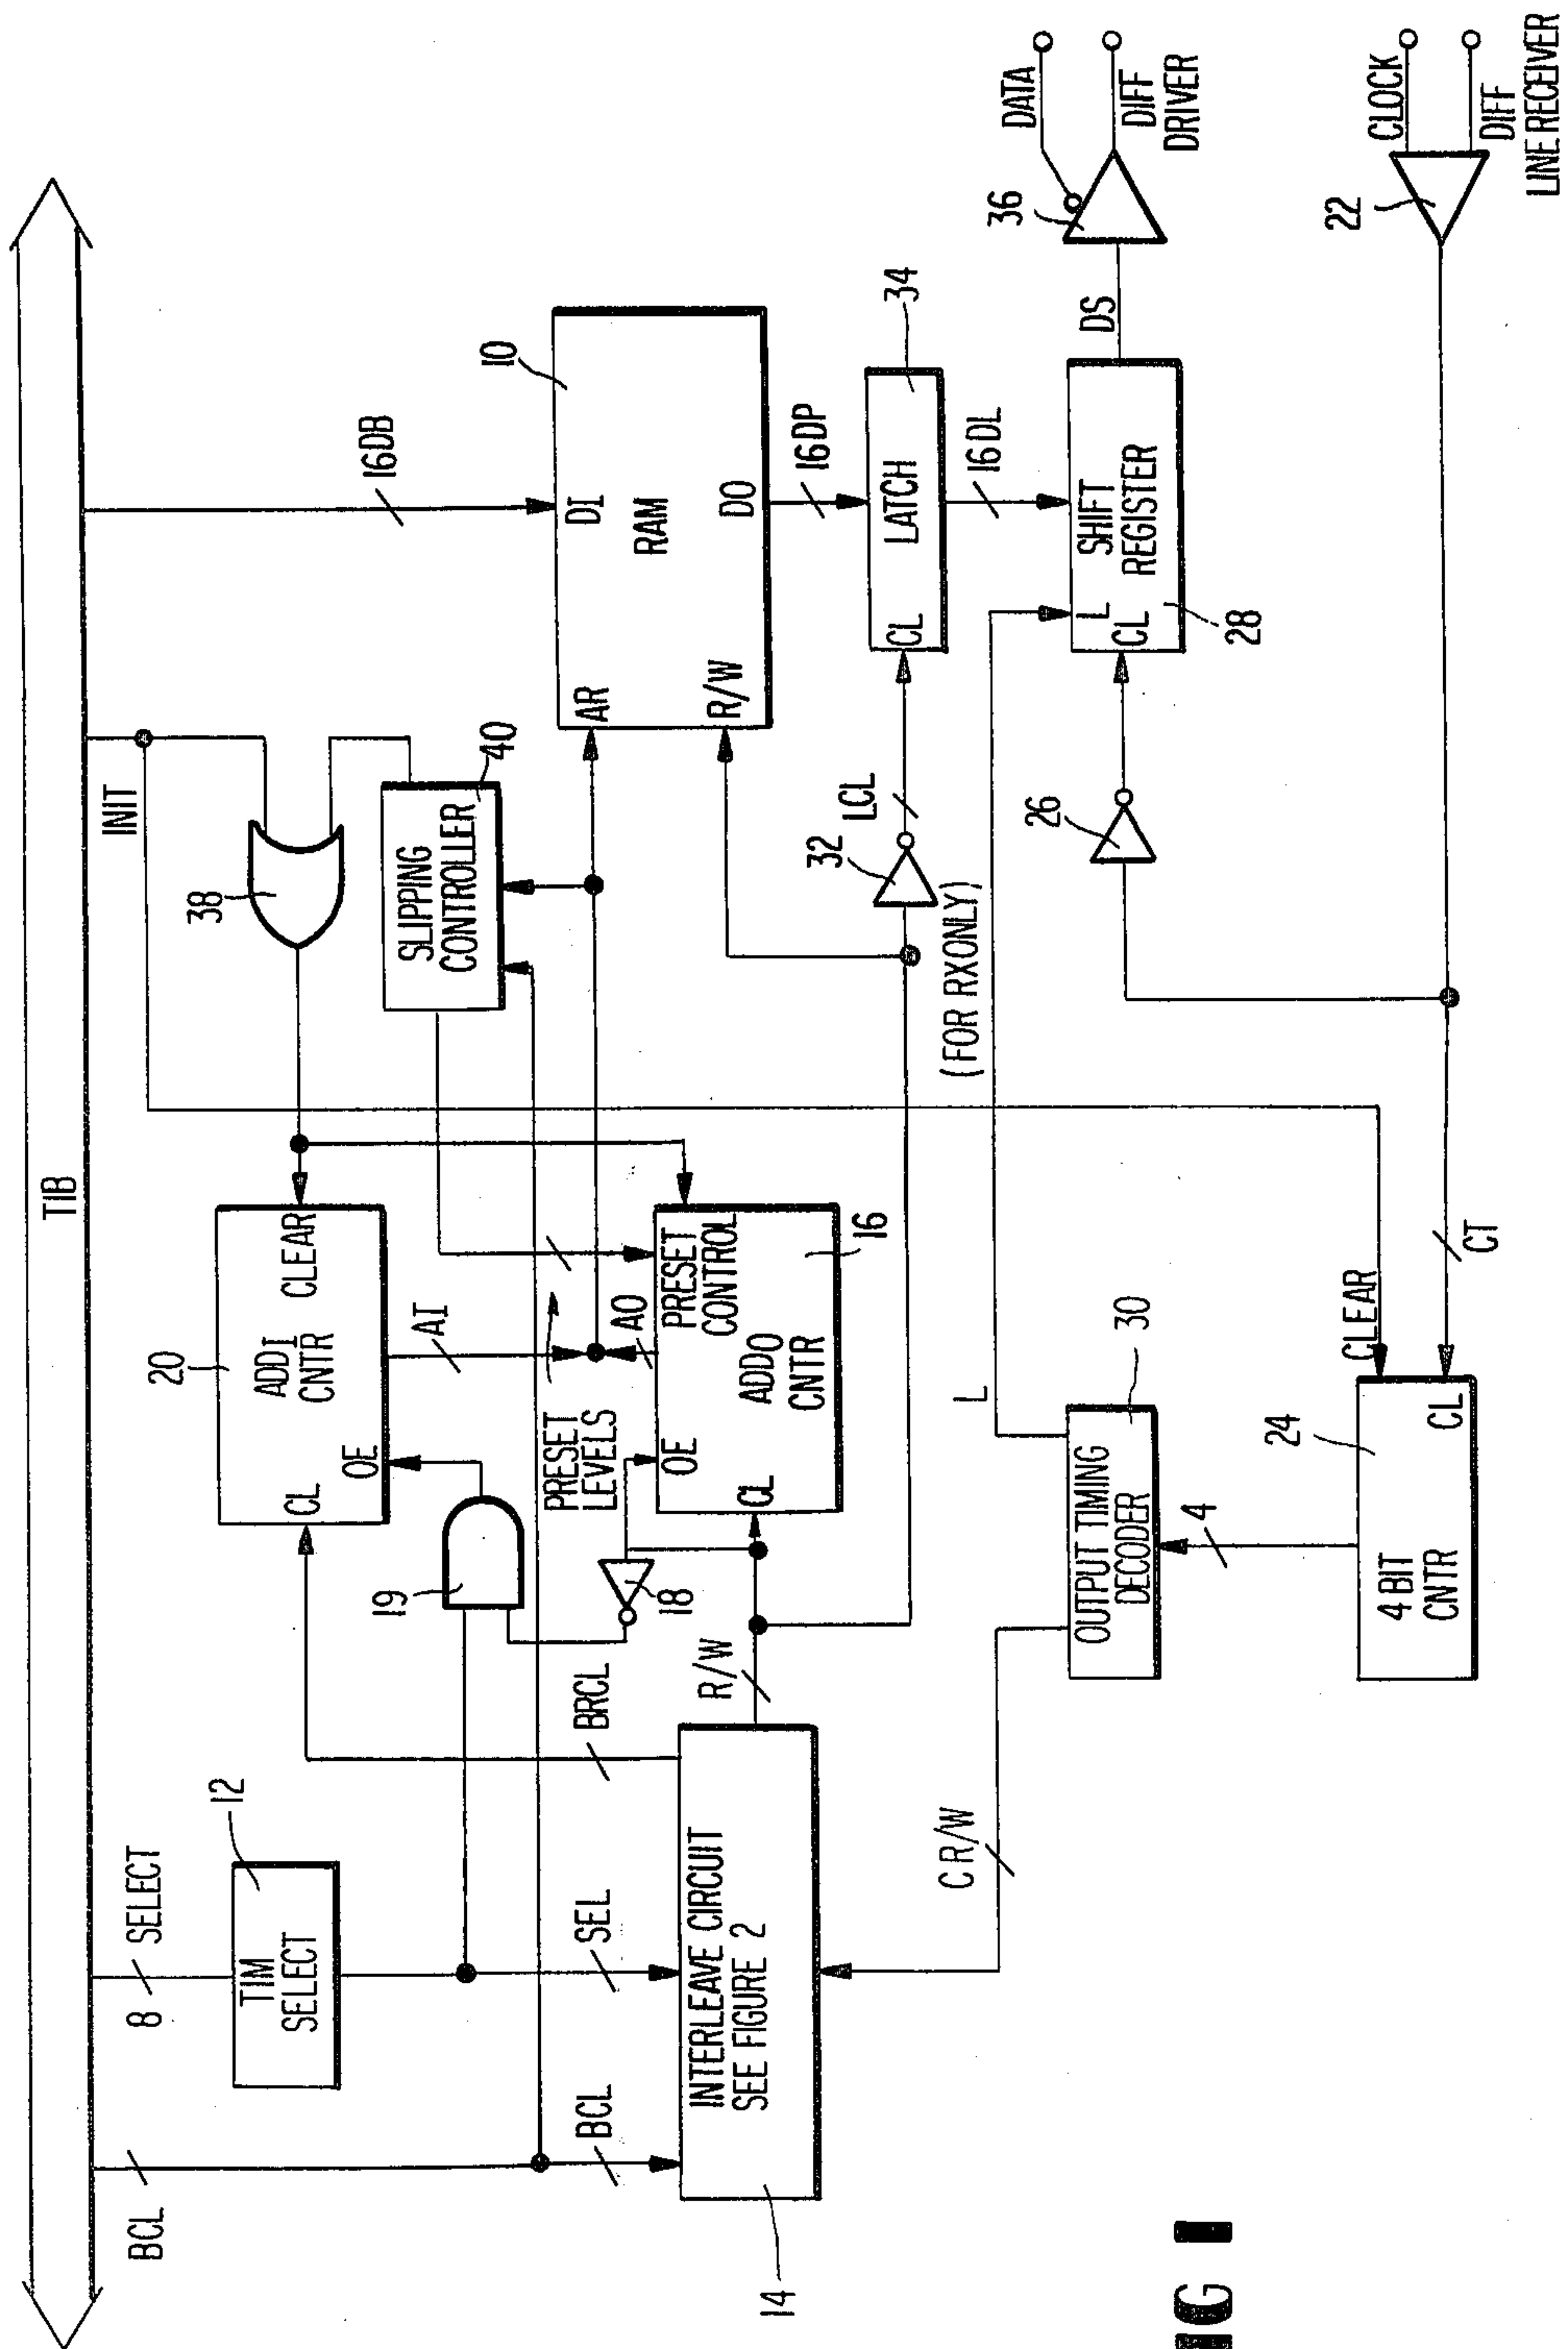 TIB
BCL
8
SELECT
TIM
SELECT
12
BCL
SEL
INTERLEAVE CIRCUIT
SEE FIGURE 2
14
BRCL
R/W
C R/W
19
18
20
CL
OE
ADDI
CNTR
CLEAR
AI
PRESET
LEVELS
AO
OE
CL
PRESET
CONTROL
ADDO
CNTR
16
INIT
38
SLIPPING
CONTROLLER
40
16DB
10
AR
DI
RAM
R/W
DO
16DP
32
LCL
CL
LATCH
34
16DL
(FOR RXONLY)
L
L
CL
SHIFT
REGISTER
28
26
DS
36
DATA
DIFF
DRIVER
OUTPUT TIMING
DECODER
30
4
4 BIT
CNTR
24
CL
CLEAR
CT
22
CLOCK
DIFF
LINE RECEIVER
IG 1